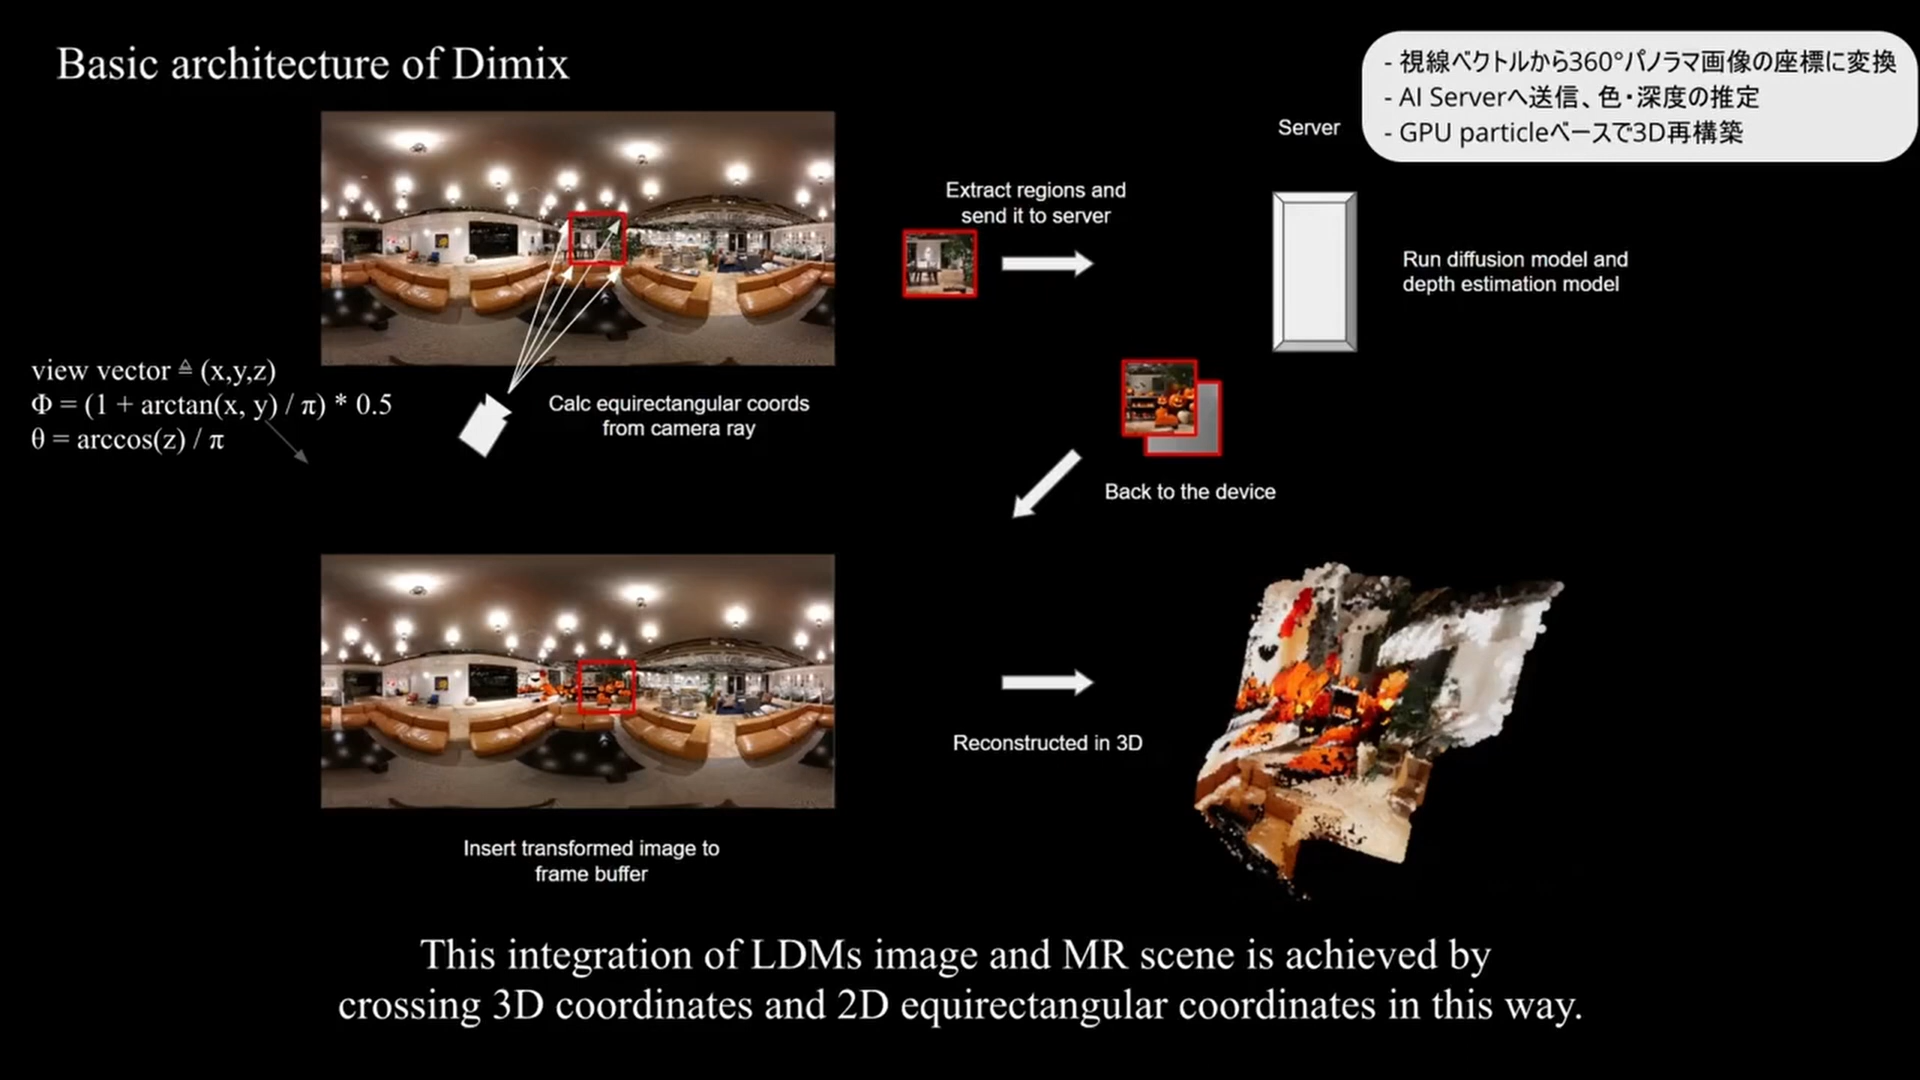 Basic architecture of Dimix
- 視線ベクトルから360°パノラマ画像の座標に変換
- AI Serverへ送信、色・深度の推定
- GPU particleベースで3D再構築
Server
Extract regions and
send it to server
Run diffusion model and
depth estimation model
view vector ≜ (x,y,z)
Φ = (1 + arctan(x, y) / π) * 0.5
θ = arccos(z) / π
Calc equirectangular coords
from camera ray
Back to the device
Reconstructed in 3D
Insert transformed image to
frame buffer
This integration of LDMs image and MR scene is achieved by
crossing 3D coordinates and 2D equirectangular coordinates in this way.